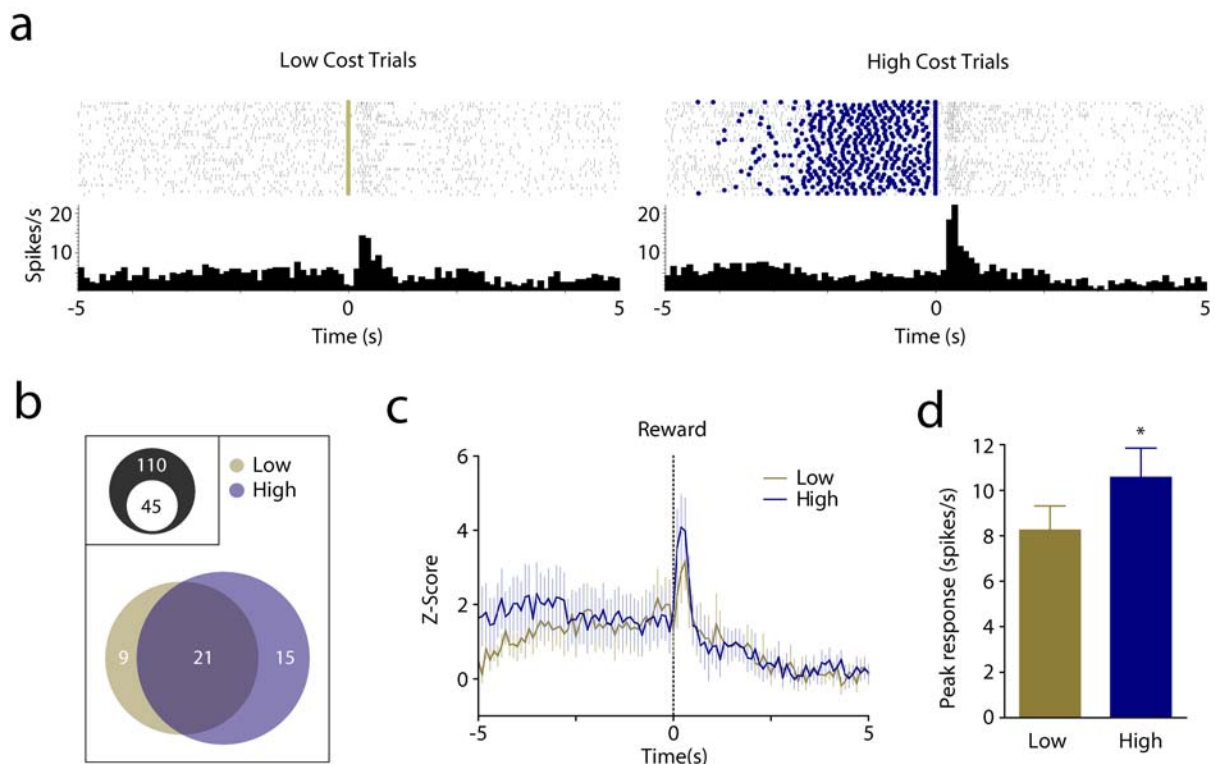 a
Low Cost Trials
High Cost Trials
Spikes/s
20
10
-5
0
5
Time (s)
20
10
-5
0
5
Time (s)
b
110
45
Low
High
9
21
15
c
Reward
Z-Score
6
4
2
0
Low
High
-5
0
5
Time(s)
d
*
Peak response (spikes/s)
12
10
8
6
4
2
0
Low
High